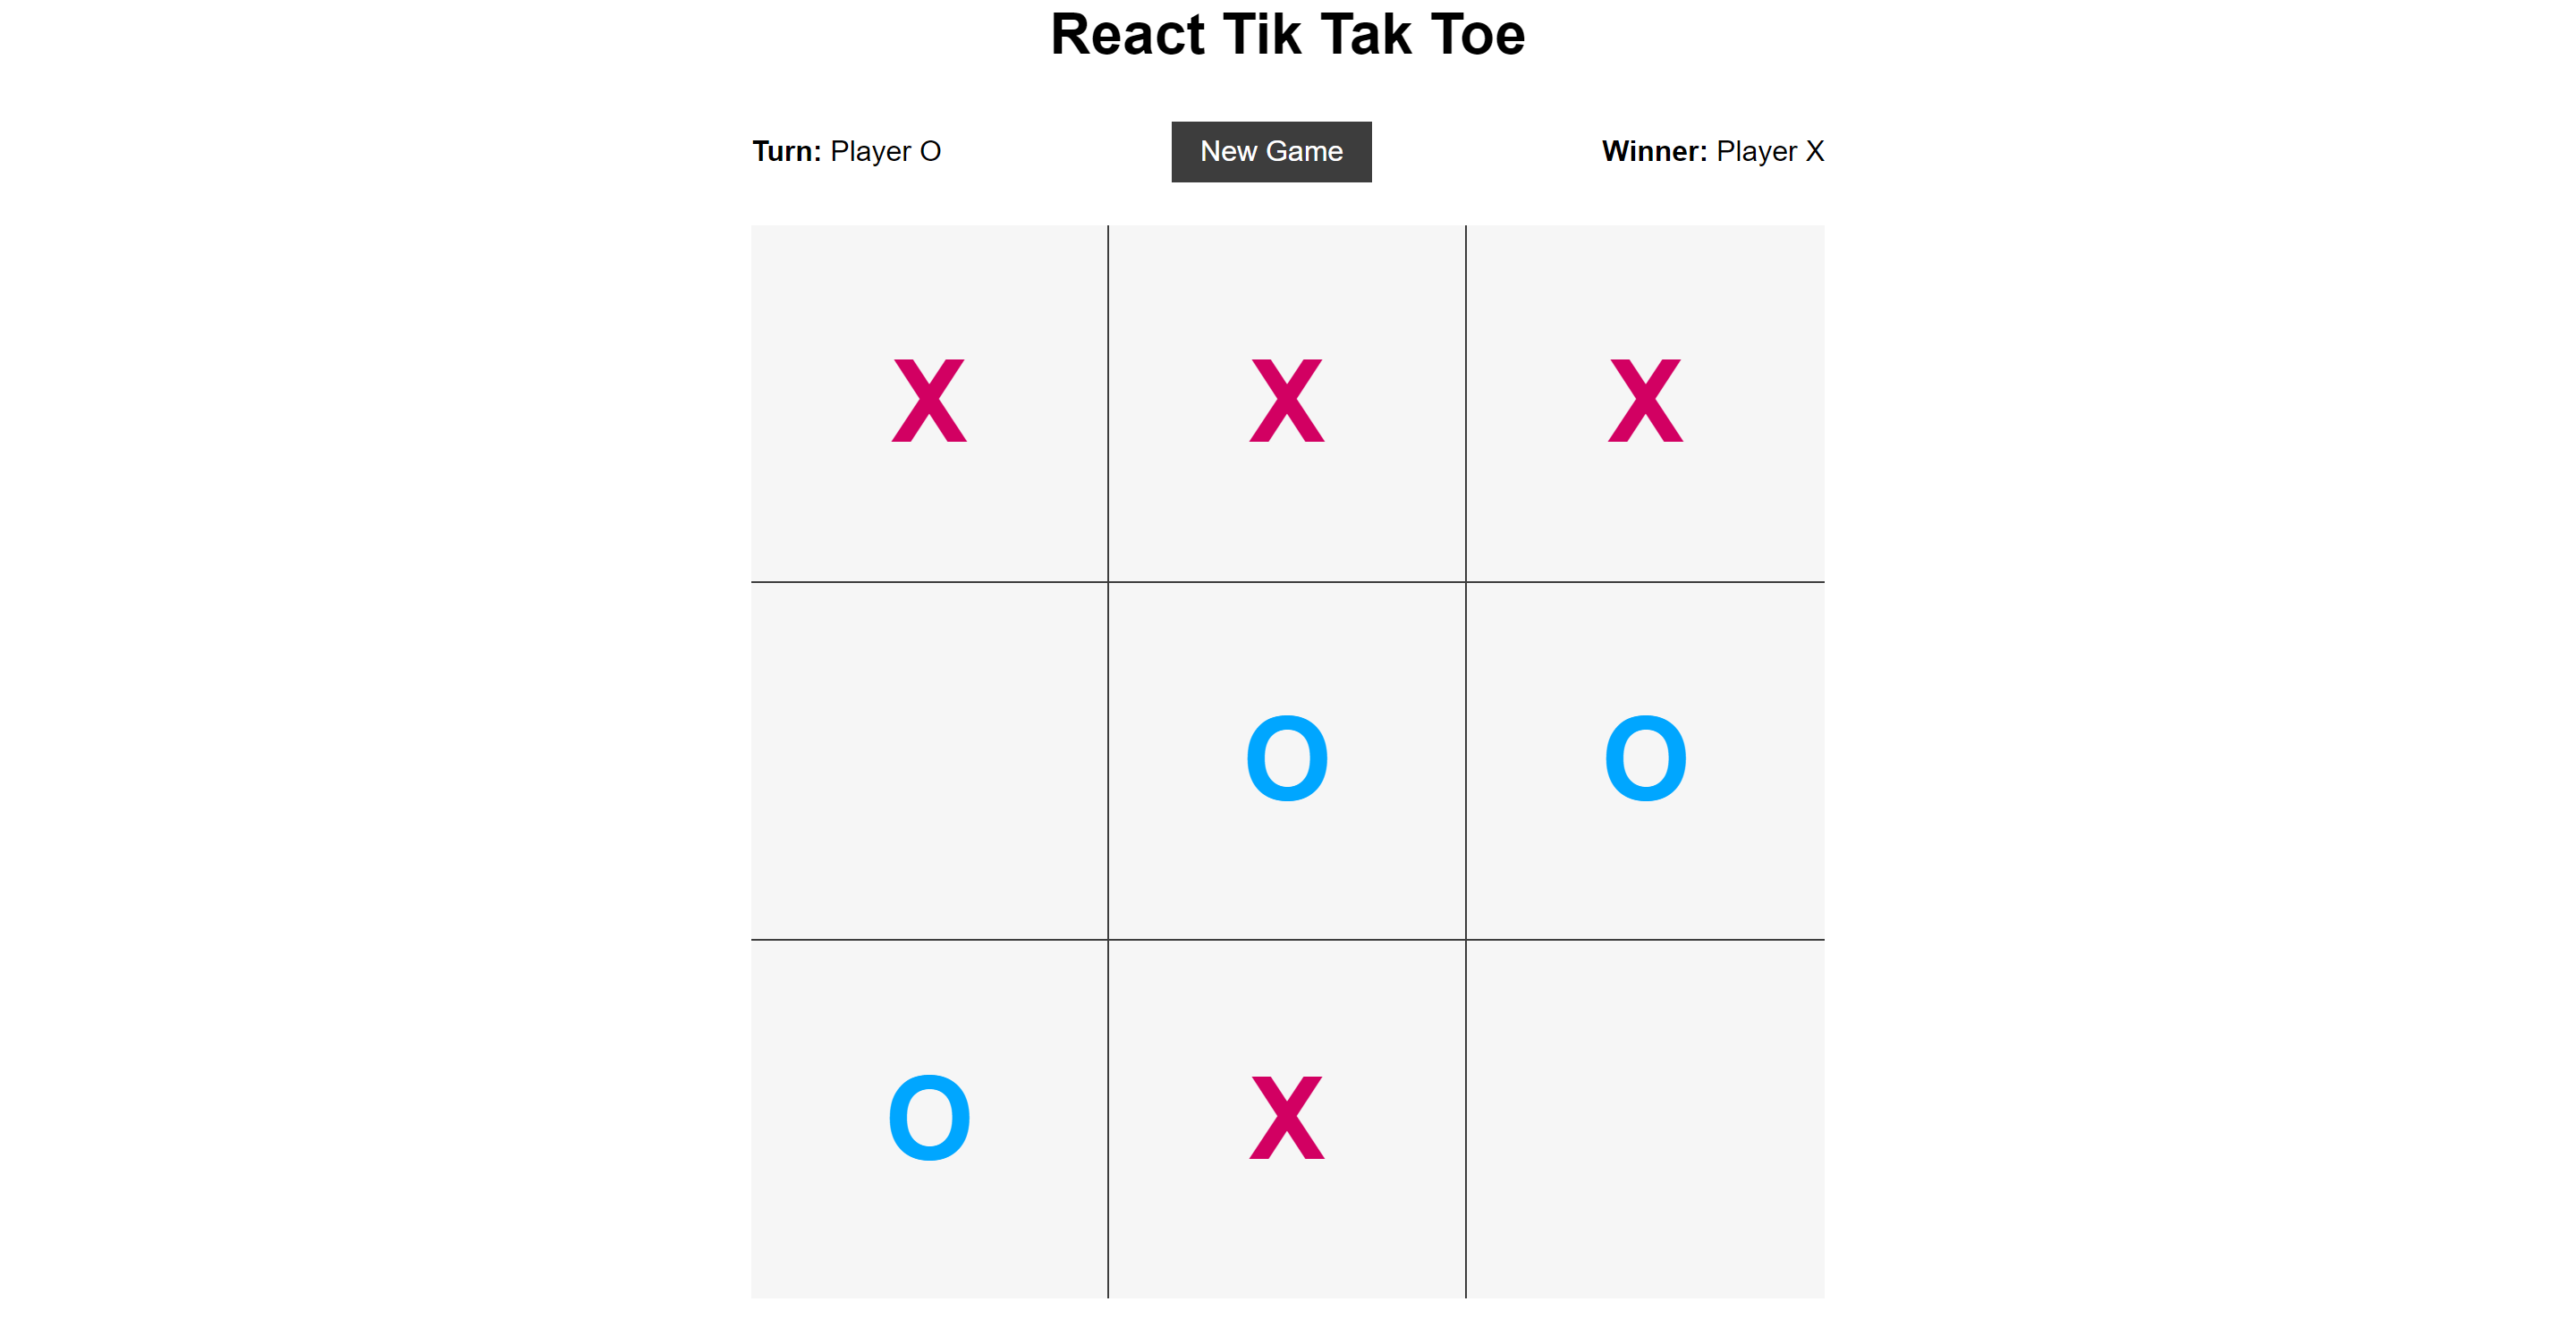 React Tik Tak Toe
Turn: Player O
New Game
Winner: Player X
X X X
O O
O X